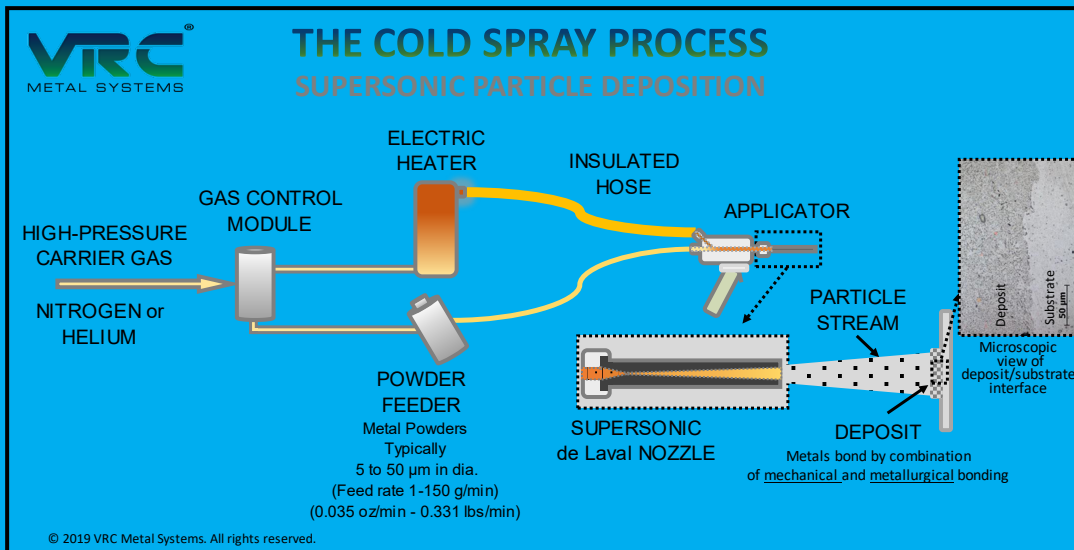 VRC®
METAL SYSTEMS
THE COLD SPRAY PROCESS
SUPERSONIC PARTICLE DEPOSITION
ELECTRIC
HEATER
INSULATED
HOSE
GAS CONTROL
MODULE
APPLICATOR
HIGH-PRESSURE
CARRIER GAS
NITROGEN or
HELIUM
PARTICLE
STREAM
Deposit
Substrate
50 µm
Microscopic
view of
deposit/substrate
interface
POWDER
FEEDER
Metal Powders
Typically
5 to 50 µm in dia.
(Feed rate 1-150 g/min)
(0.035 oz/min - 0.331 lbs/min)
SUPERSONIC
de Laval NOZZLE
DEPOSIT
Metals bond by combination
of mechanical and metallurgical bonding
© 2019 VRC Metal Systems. All rights reserved.